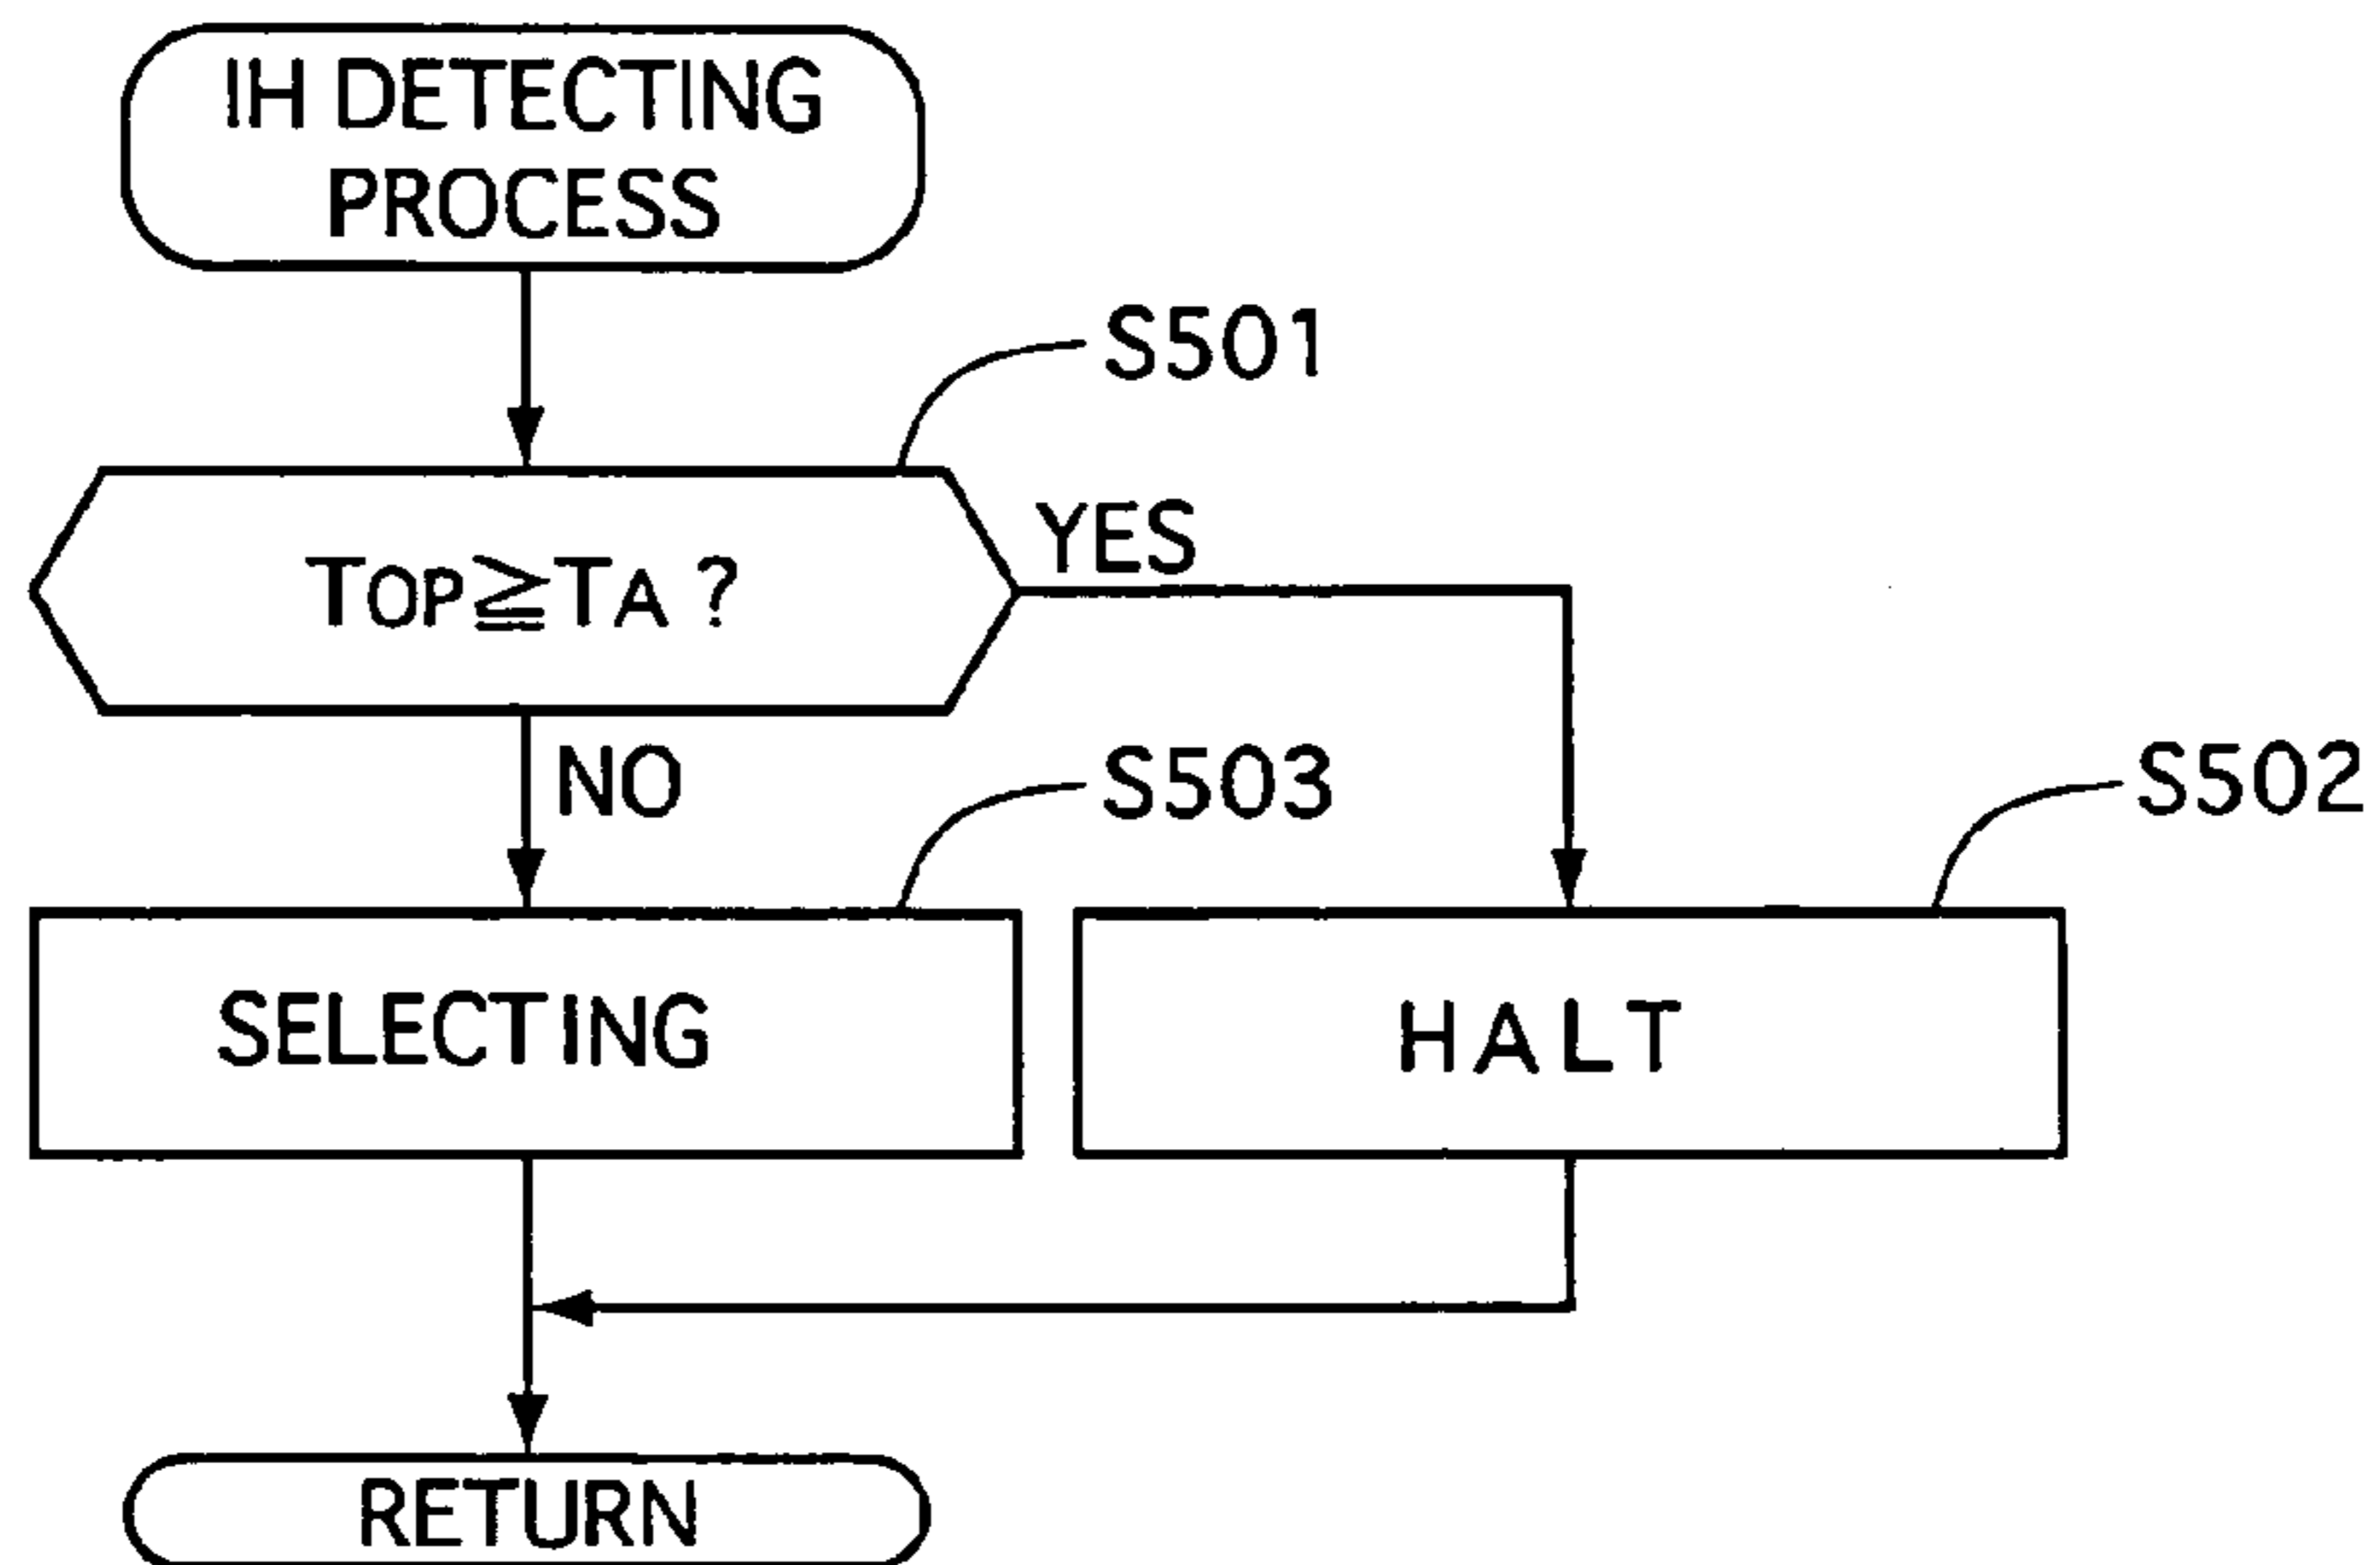 IH DETECTING
PROCESS
S501
TOP≧TA ?
YES
NO
S503
S502
SELECTING
HALT
RETURN